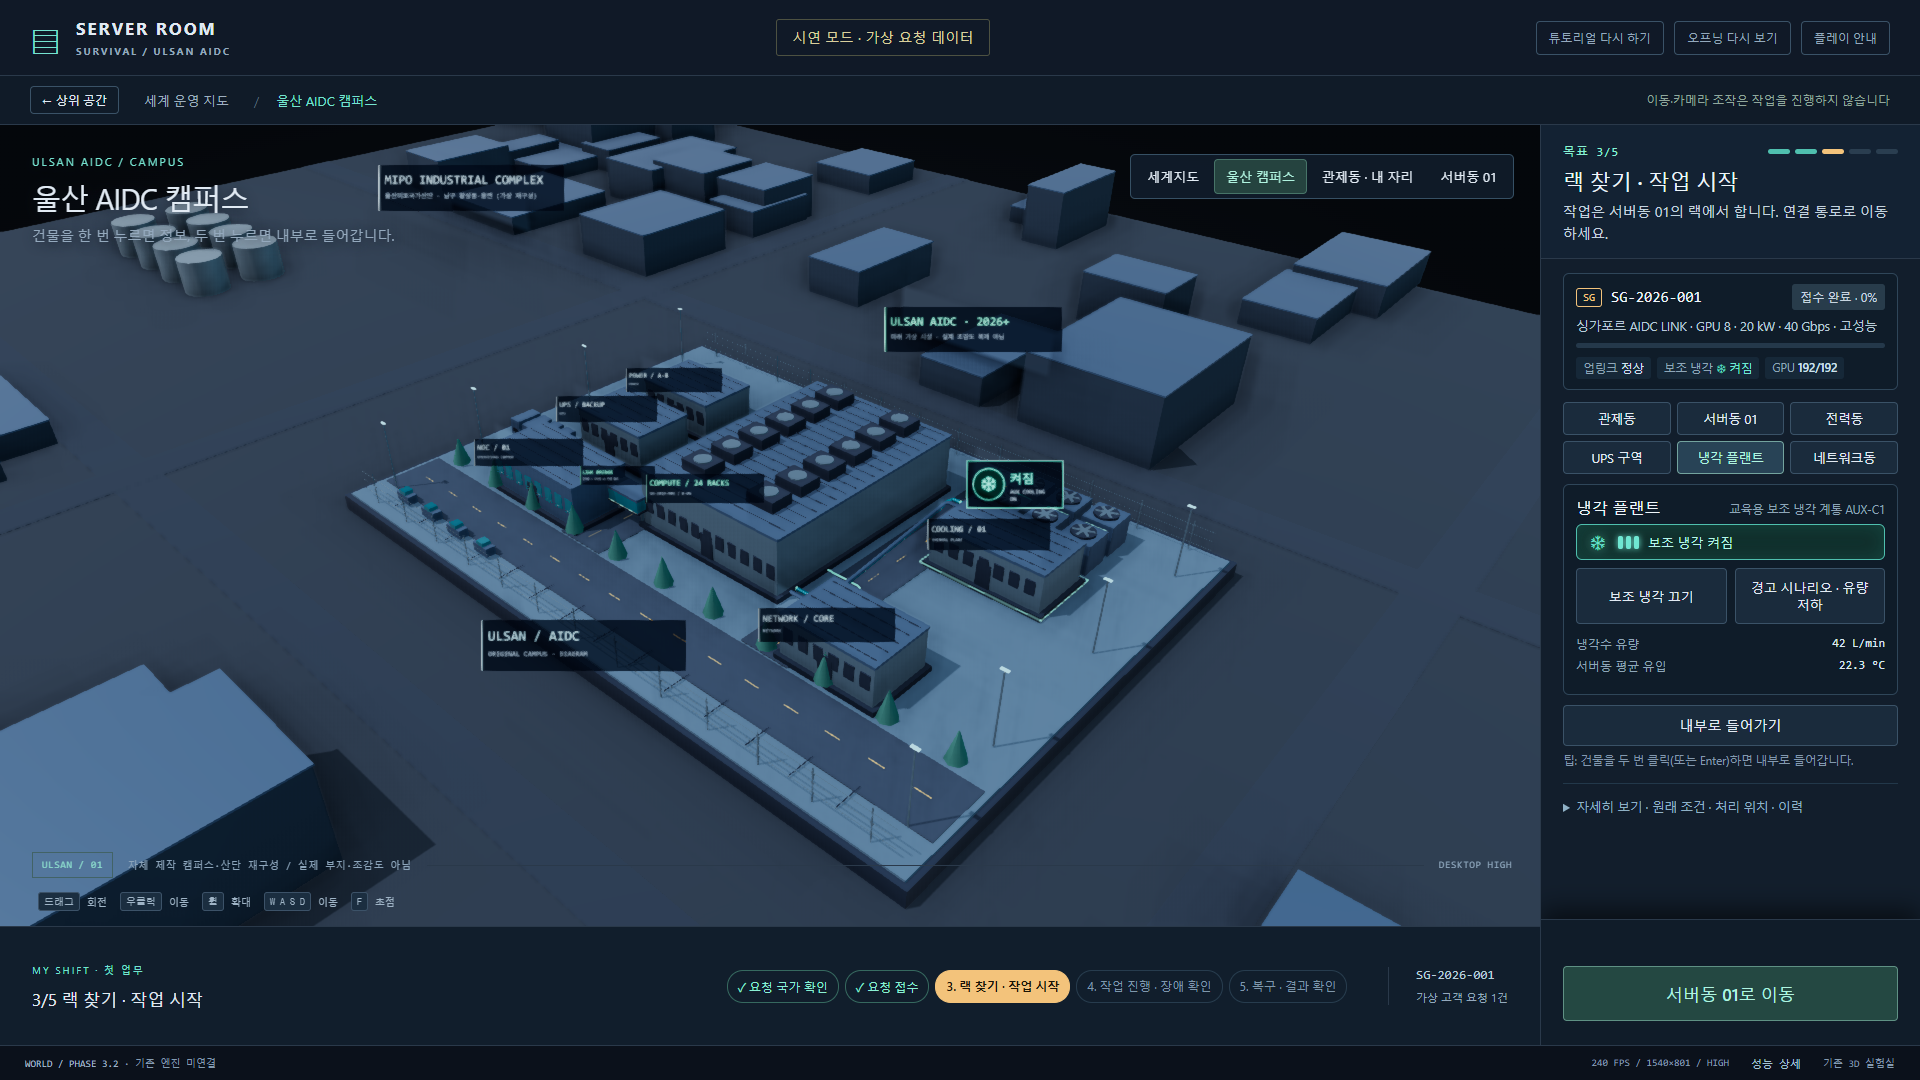 SERVER ROOM
SURVIVAL / ULSAN AIDC
시연 모드 · 가상 요청 데이터
튜토리얼 다시 하기
오프닝 다시 보기
플레이 안내
← 상위 공간
세계 운영 지도 / 울산 AIDC 캠퍼스
이동·카메라 조작은 작업을 진행하지 않습니다
ULSAN AIDC / CAMPUS
울산 AIDC 캠퍼스
건물을 한 번 누르면 정보, 두 번 누르면 내부로 들어갑니다.
MIPO INDUSTRIAL COMPLEX
세계지도
울산 캠퍼스
관제동 · 내 자리
서버동 01
ULSAN AIDC · 2026+
POWER / A·B
UPS / BACKUP
NOC / 01
COMPUTE / 24 RACKS
켜짐
AUX COOLING
ON
COOLING / 01
NETWORK / CORE
NETWORK
ULSAN / AIDC
ORIGINAL CAMPUS · DIAGRAM
ULSAN / 01
자체 제작 캠퍼스·산단 재구성 / 실제 부지·조감도 아님
DESKTOP HIGH
드래그 회전 우클릭 이동 휠 확대 W A S D 이동 F 초점
목표 3/5
랙 찾기 · 작업 시작
작업은 서버동 01의 랙에서 합니다. 연결 통로로 이동
하세요.
SG SG-2026-001
접수 완료 · 0%
싱가포르 AIDC LINK · GPU 8 · 20 kW · 40 Gbps · 고성능
업링크 정상
보조 냉각 ❄ 켜짐
GPU 192/192
관제동
서버동 01
전력동
UPS 구역
냉각 플랜트
네트워크동
냉각 플랜트
교육용 보조 냉각 계통 AUX-C1
보조 냉각 켜짐
보조 냉각 끄기
경고 시나리오 · 유량
저하
냉각수 유량 42 L/min
서버동 평균 유입 22.3 °C
내부로 들어가기
팁: 건물을 두 번 클릭(또는 Enter)하면 내부로 들어갑니다.
▶ 자세히 보기 · 원래 조건 · 처리 위치 · 이력
MY SHIFT · 첫 업무
3/5 랙 찾기 · 작업 시작
✓ 요청 국가 확인
✓ 요청 접수
3. 랙 찾기 · 작업 시작
4. 작업 진행 · 장애 확인
5. 복구 · 결과 확인
SG-2026-001
가상 고객 요청 1건
서버동 01로 이동
WORLD / PHASE 3.2 · 기존 엔진 미연결
240 FPS / 1540×801 / HIGH
성능 상세
기존 3D 실험실